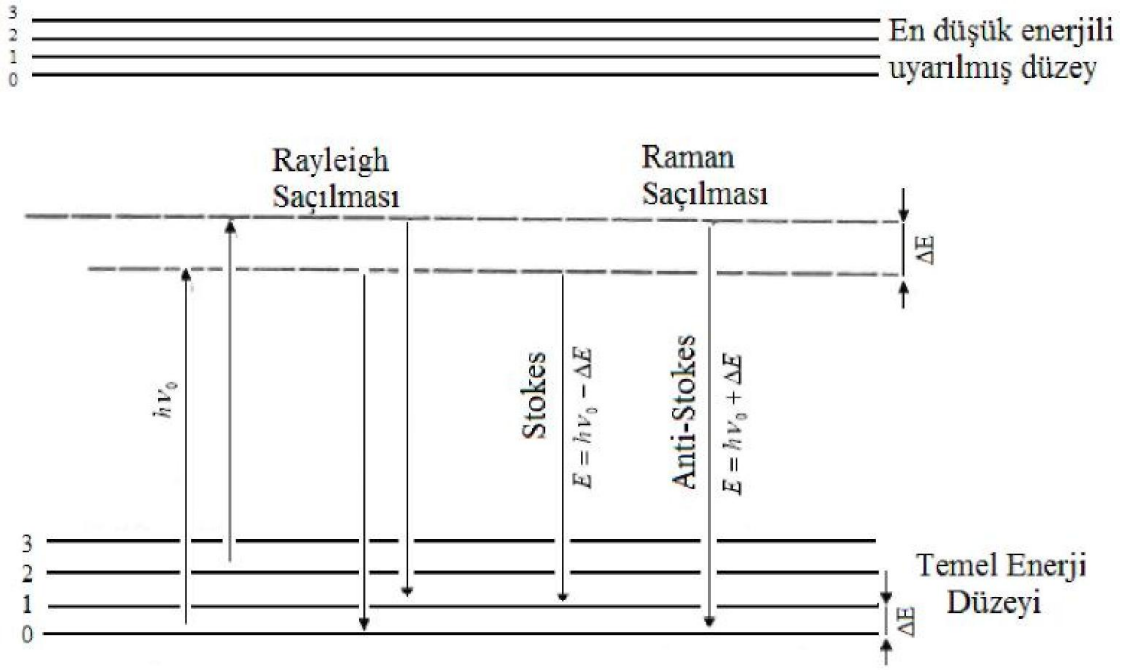 3
2
1
0
En düşük enerjili
uyarılmış düzey
Rayleigh
Saçılması
Raman
Saçılması
ΔE
hν₀
Stokes
E = hν₀ − ΔE
Anti-Stokes
E = hν₀ + ΔE
3
2
1
0
Temel Enerji
Düzeyi
ΔE